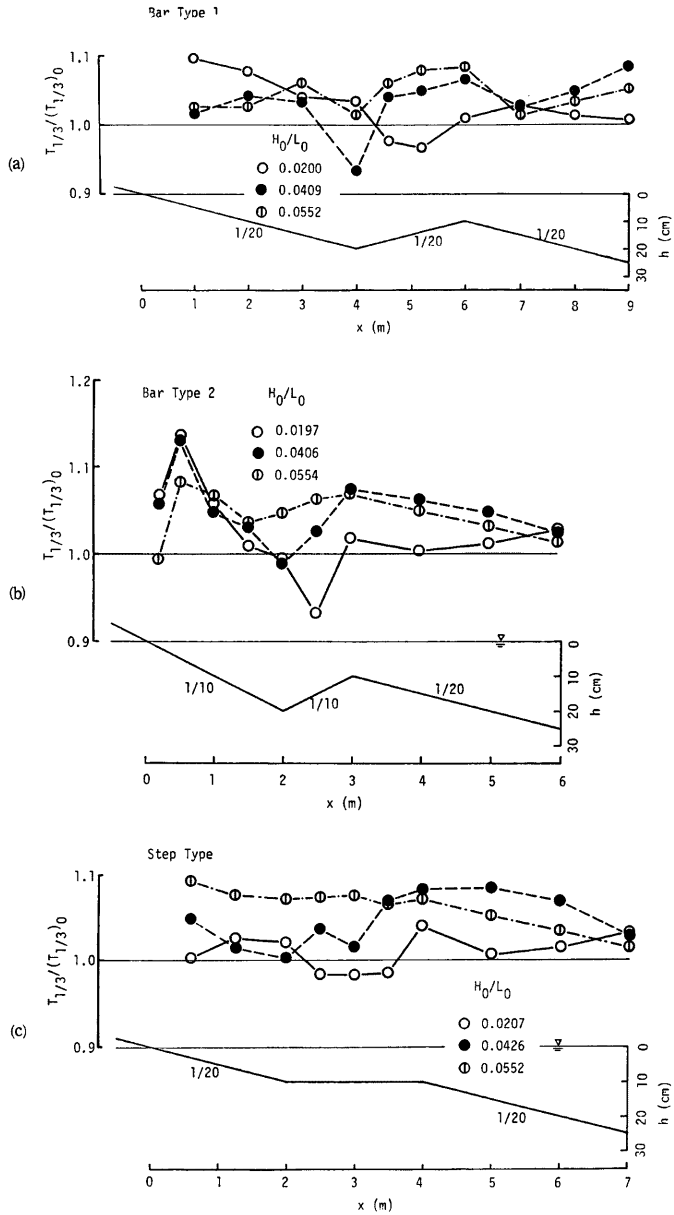 Bar Type 1
T1/3/(T1/3)0
1.1
1.0
0.9
(a)
H0/L0
0.0200
0.0409
0.0552
1/20
1/20
1/20
0
10
20
30
h (cm)
0 1 2 3 4 5 6 7 8 9
x (m)
Bar Type 2
T1/3/(T1/3)0
1.2
1.1
1.0
0.9
(b)
H0/L0
0.0197
0.0406
0.0554
1/10
1/10
1/20
0
10
20
30
h (cm)
0 1 2 3 4 5 6
x (m)
Step Type
T1/3/(T1/3)0
1.1
1.0
0.9
(c)
H0/L0
0.0207
0.0426
0.0552
1/20
1/20
0
10
20
30
h (cm)
0 1 2 3 4 5 6 7
x (m)